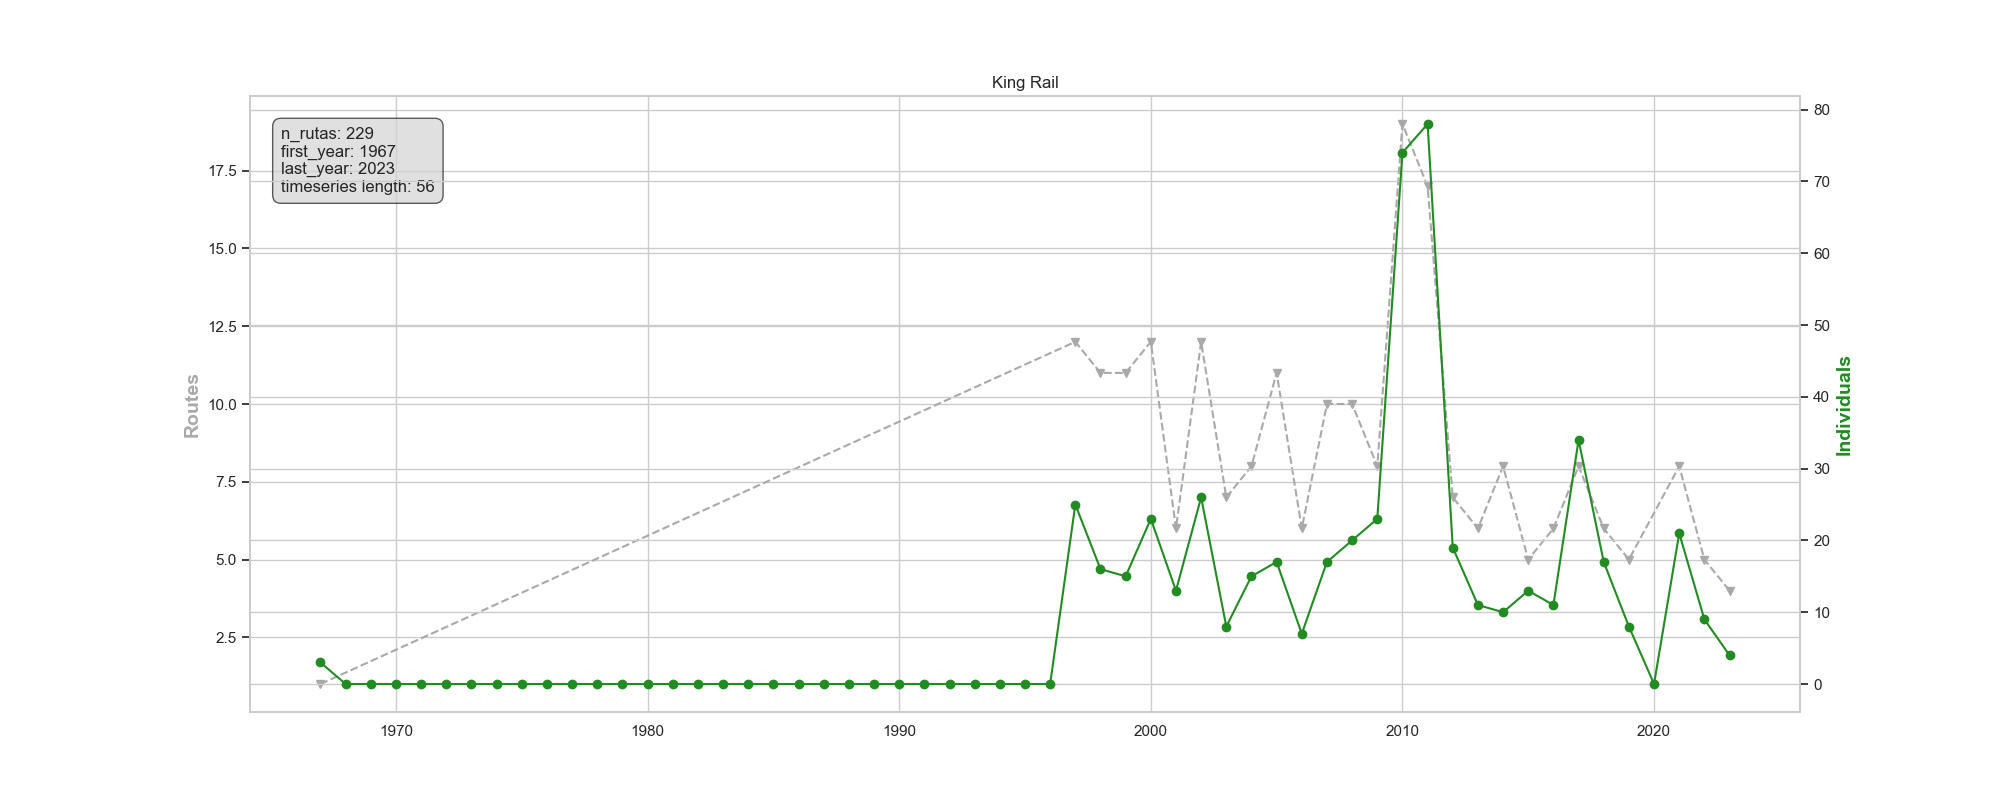 King Rail
n_rutas: 229
first_year: 1967
last_year: 2023
timeseries length: 56
Routes
17.5
15.0
12.5
10.0
7.5
5.0
2.5
80
70
60
50
40
30
20
10
0
Individuals
1970 1980 1990 2000 2010 2020